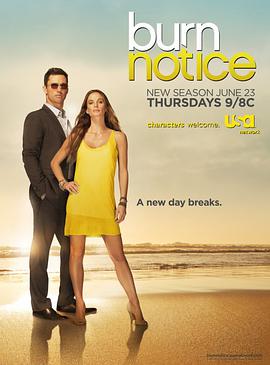 burn
notice
NEW SEASON JUNE 23
THURSDAYS 9/8C
characters welcome. usa
network
A new day breaks.